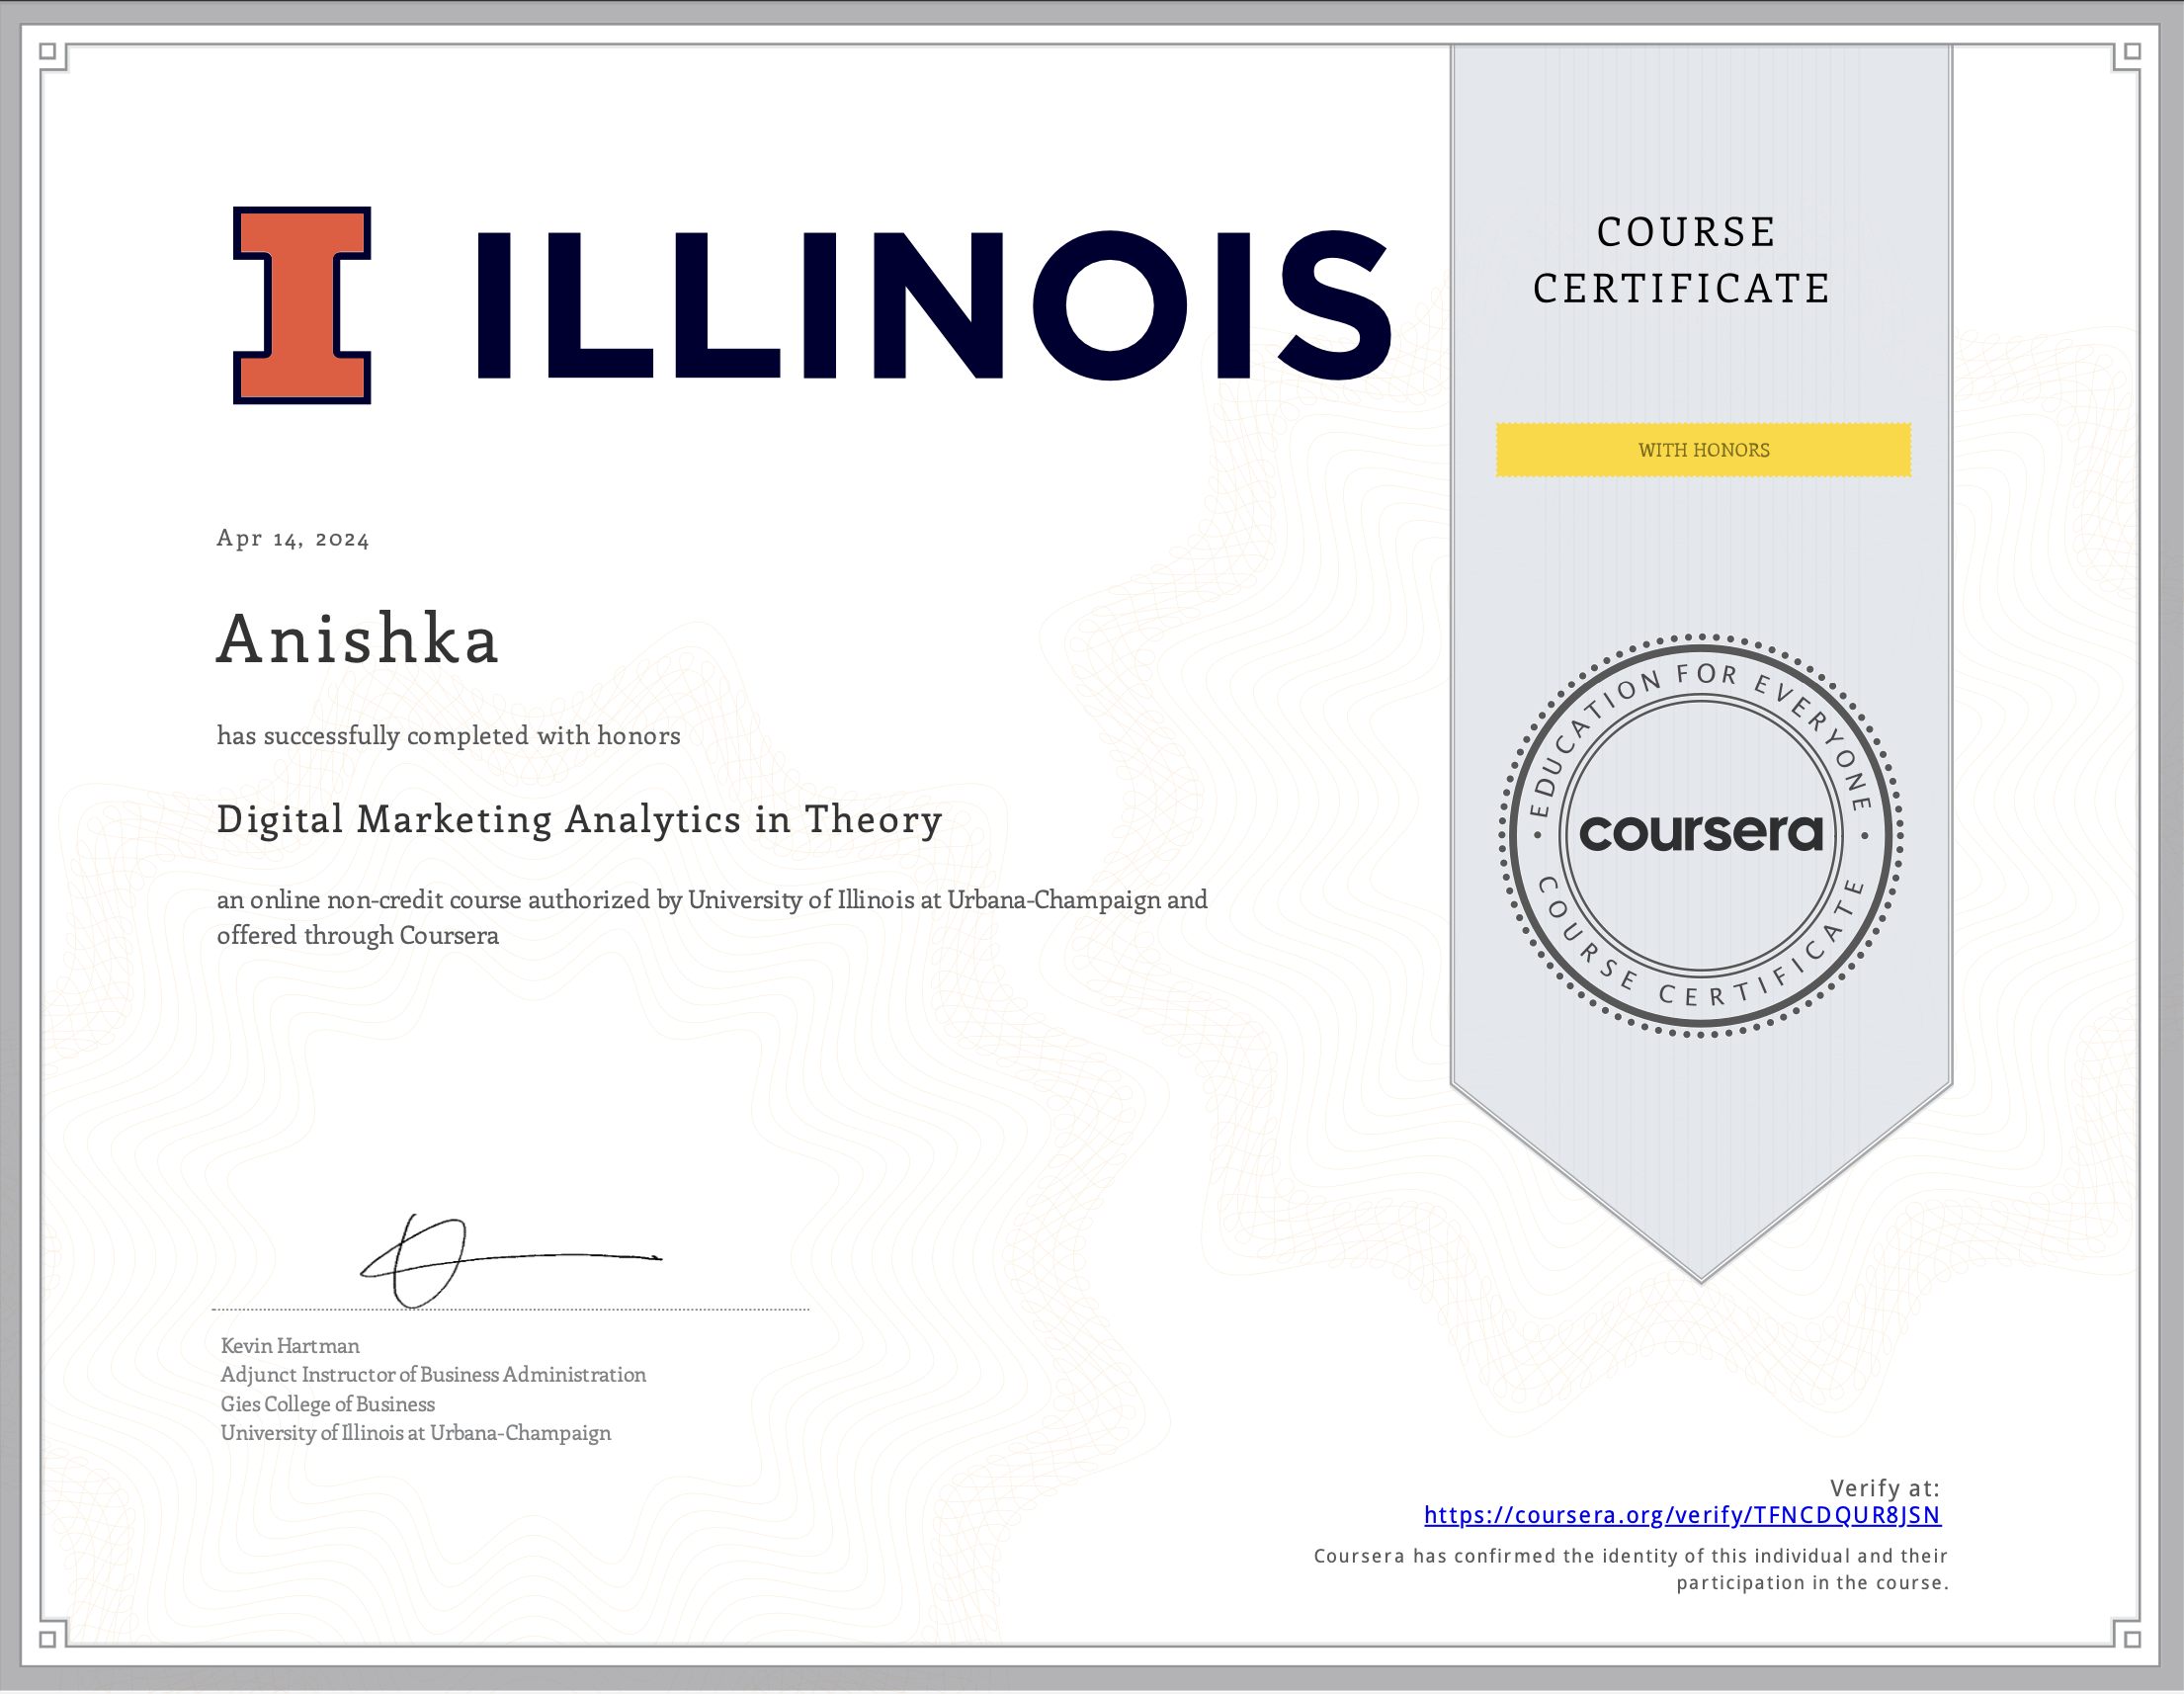 I ILLINOIS
COURSE
CERTIFICATE
WITH HONORS
Apr 14, 2024
Anishka
has successfully completed with honors
Digital Marketing Analytics in Theory
an online non-credit course authorized by University of Illinois at Urbana-Champaign and
offered through Coursera
EDUCATION FOR EVERYONE
coursera
COURSE CERTIFICATE
Kevin Hartman
Adjunct Instructor of Business Administration
Gies College of Business
University of Illinois at Urbana-Champaign
Verify at:
https://coursera.org/verify/TFNCDQUR8JSN
Coursera has confirmed the identity of this individual and their
participation in the course.